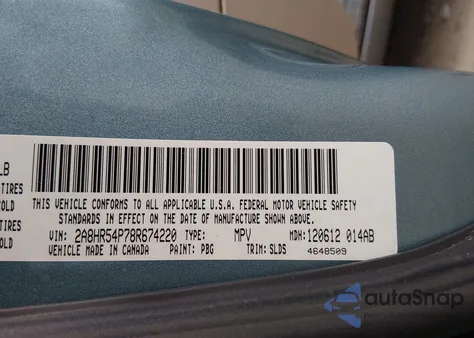 LB
TIRES
TIRES
THIS VEHICLE CONFORMS TO ALL APPLICABLE U.S.A. FEDERAL MOTOR VEHICLE SAFETY
STANDARDS IN EFFECT ON THE DATE OF MANUFACTURE SHOWN ABOVE.
VIN: 2A8HR54P78R674220 TYPE: MPV MDH: 120612 014AB
VEHICLE MADE IN CANADA PAINT: PBG TRIM: SLDS 4648509
autoSnap